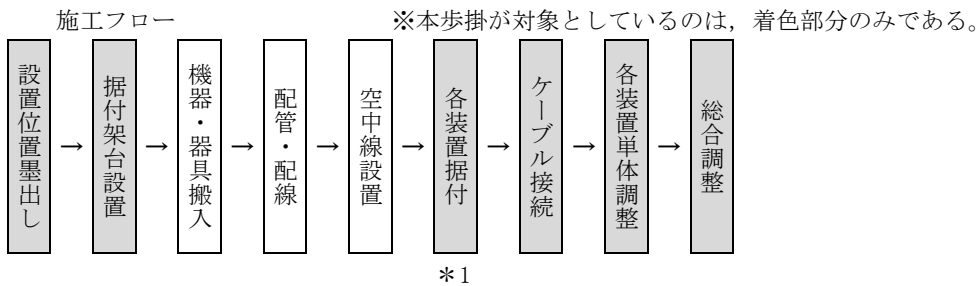 施工フロー
※本歩掛が対象としているのは，着色部分のみである。
設置位置墨出し
→
据付架台設置
→
機器・器具搬入
→
配管・配線
→
空中線設置
→
各装置据付
→
ケーブル接続
→
各装置単体調整
→
総合調整
＊1